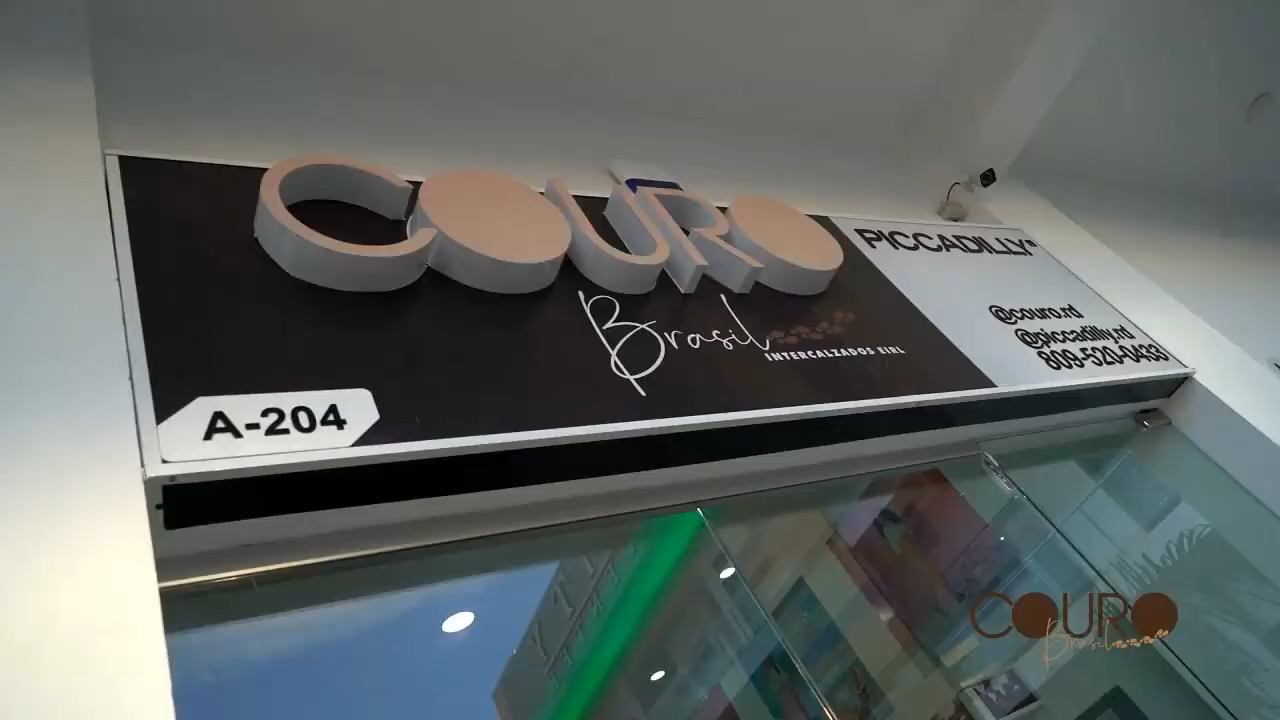 COURO
Brasil
INTERCALZADOS EIRL
A-204
PICCADILLY®
@couro.rd
@piccadilly.rd
809-520-0433
COURO
Brasil